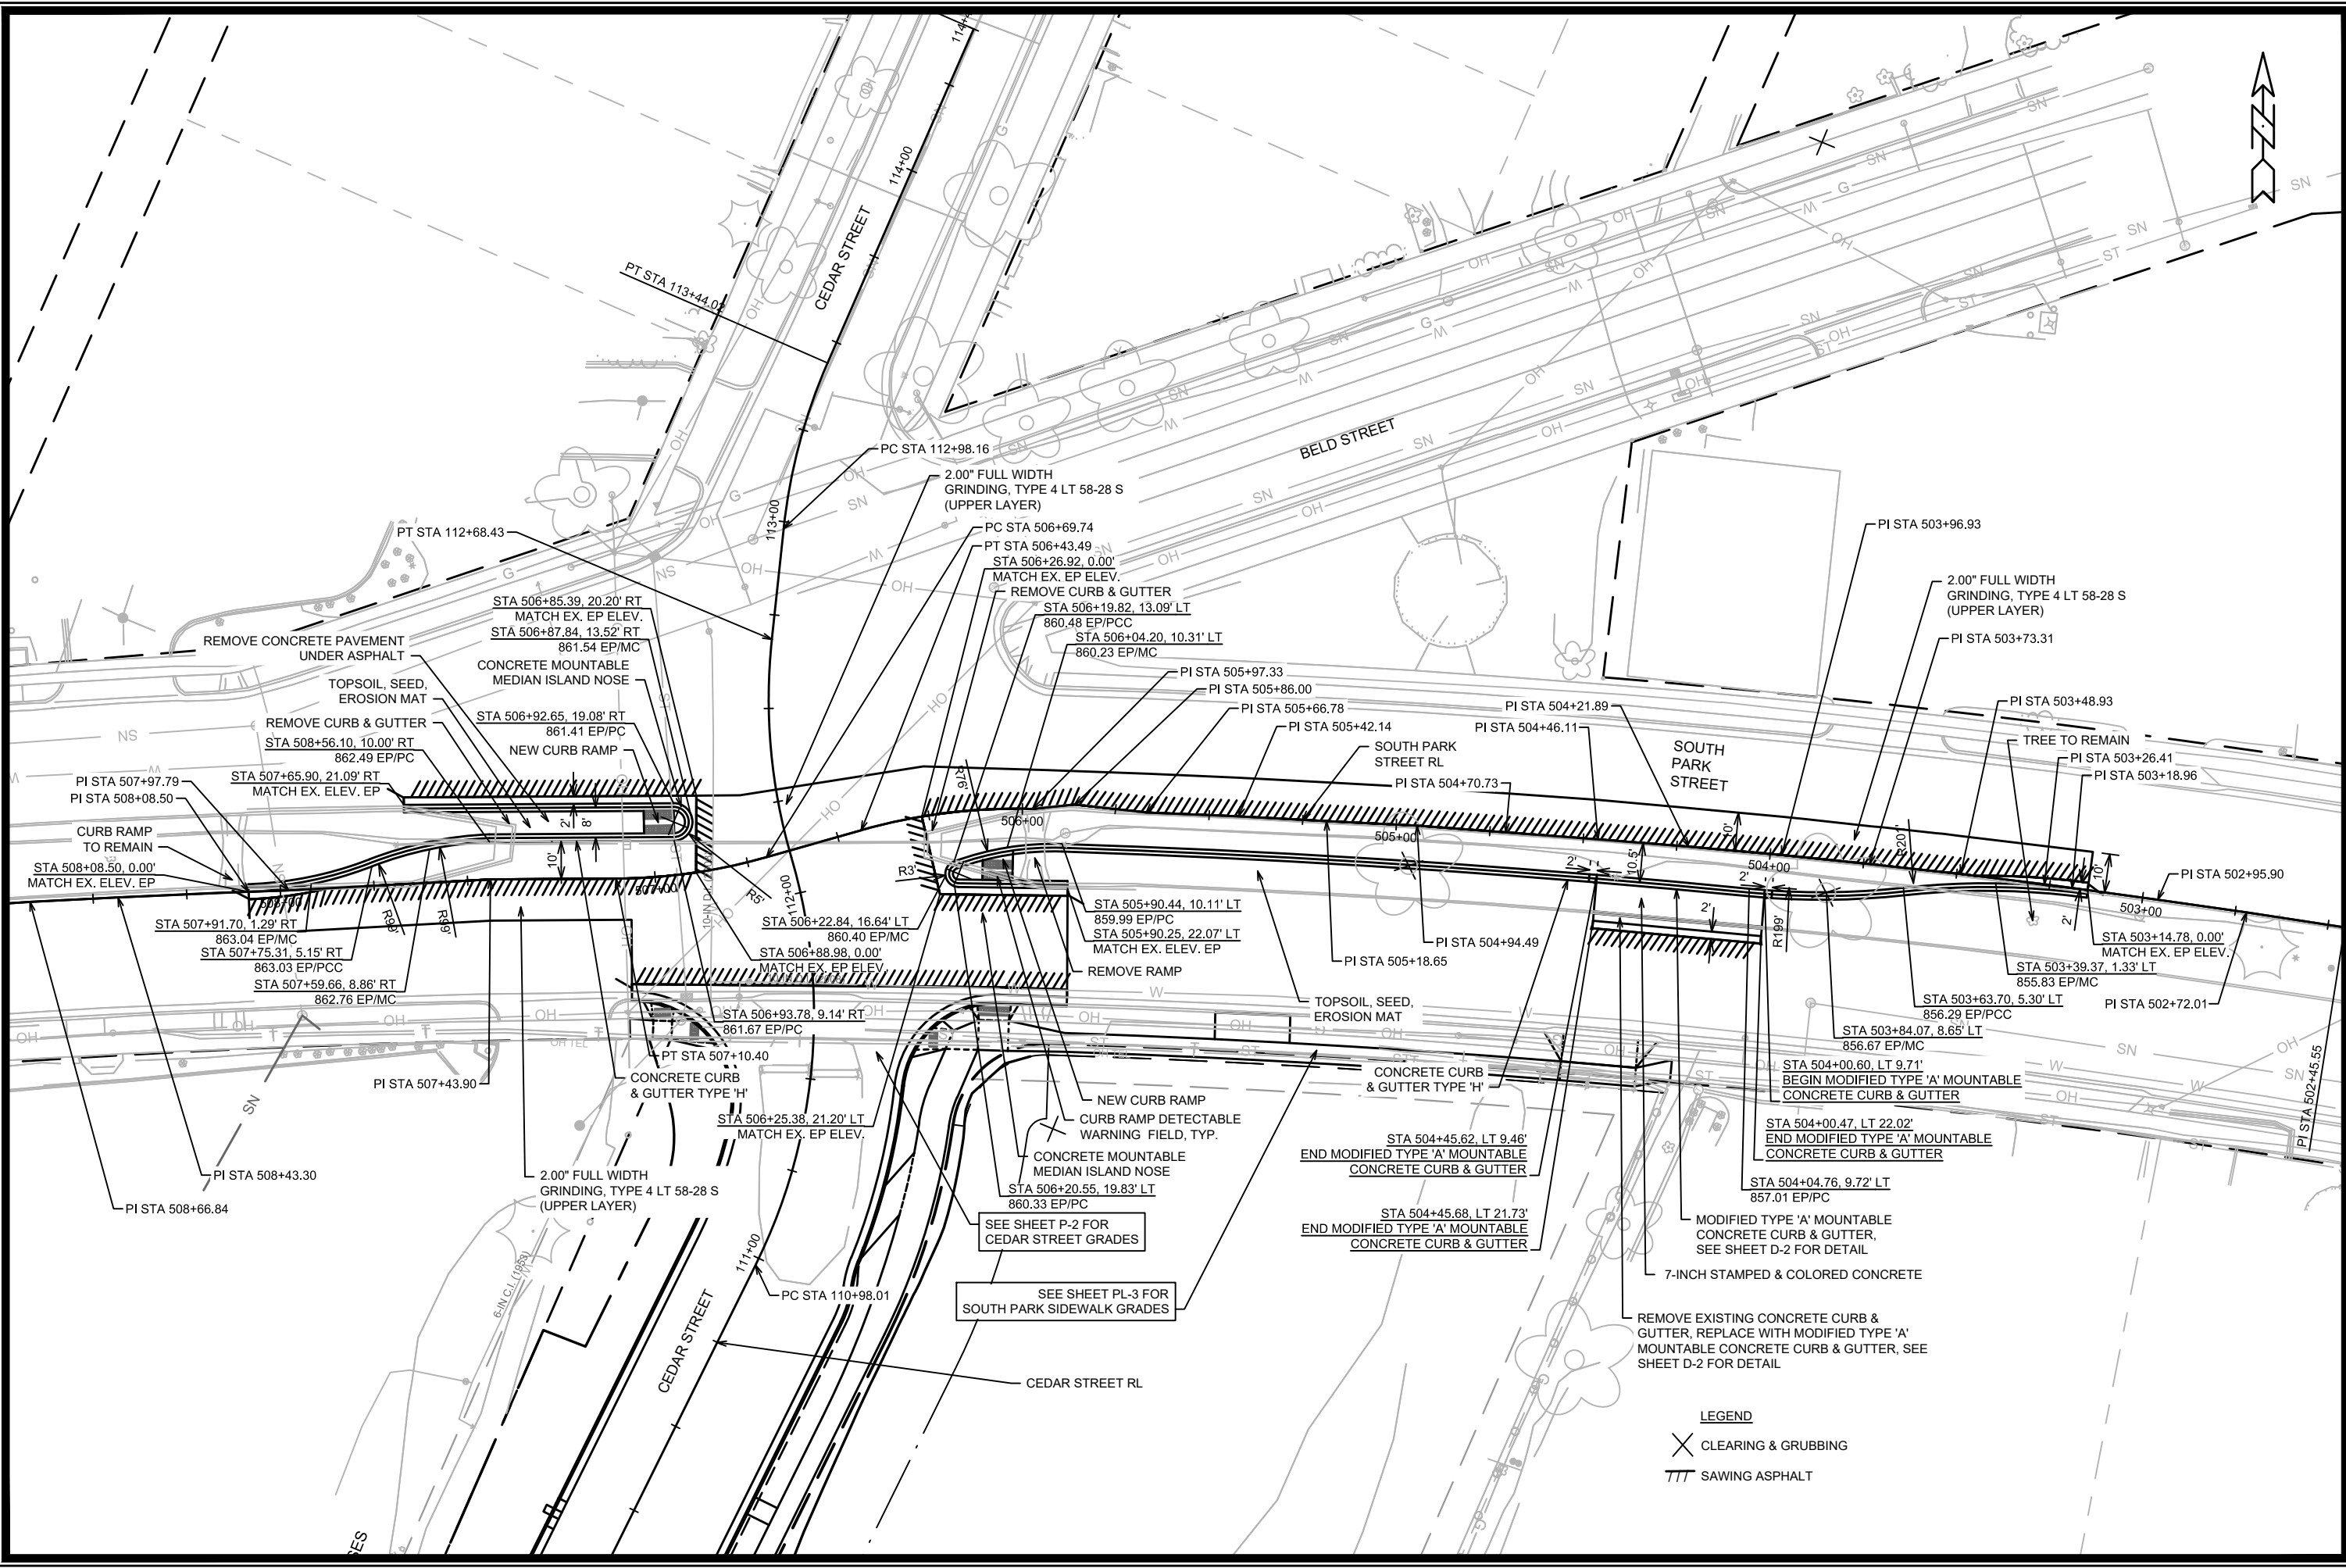 114+00
CEDAR STREET
PT STA 113+44.02
BELD STREET
PC STA 112+98.16
2.00" FULL WIDTH
GRINDING, TYPE 4 LT 58-28 S
(UPPER LAYER)
113+00
PT STA 112+68.43
PC STA 506+69.74
PT STA 506+43.49
STA 506+26.92, 0.00'
MATCH EX. EP ELEV.
REMOVE CURB & GUTTER
STA 506+19.82, 13.09' LT
860.48 EP/PCC
STA 506+04.20, 10.31' LT
860.23 EP/MC
PI STA 505+97.33
PI STA 505+86.00
PI STA 505+66.78
PI STA 505+42.14
SOUTH PARK
STREET RL
PI STA 503+96.93
2.00" FULL WIDTH
GRINDING, TYPE 4 LT 58-28 S
(UPPER LAYER)
PI STA 503+73.31
PI STA 504+21.89
PI STA 504+46.11
PI STA 504+70.73
SOUTH
PARK
STREET
PI STA 503+48.93
TREE TO REMAIN
PI STA 503+26.41
PI STA 503+18.96
STA 506+85.39, 20.20' RT
MATCH EX. EP ELEV.
STA 506+87.84, 13.52' RT
861.54 EP/MC
REMOVE CONCRETE PAVEMENT
UNDER ASPHALT
CONCRETE MOUNTABLE
MEDIAN ISLAND NOSE
TOPSOIL, SEED,
EROSION MAT
REMOVE CURB & GUTTER
STA 506+92.65, 19.08' RT
861.41 EP/PC
NEW CURB RAMP
STA 508+56.10, 10.00' RT
862.49 EP/PC
STA 507+65.90, 21.09' RT
MATCH EX. ELEV. EP
PI STA 507+97.79
PI STA 508+08.50
CURB RAMP
TO REMAIN
STA 508+08.50, 0.00'
MATCH EX. ELEV. EP
2'
8'
10'
R99'
R99'
508+00
507+00
R5'
112+00
R76'
R3'
506+00
505+00
504+00
503+00
2'
10.5'
2'
10'
R201'
R199'
2'
2'
10'
PI STA 502+95.90
STA 507+91.70, 1.29' RT
863.04 EP/MC
STA 507+75.31, 5.15' RT
863.03 EP/PCC
STA 507+59.66, 8.86' RT
862.76 EP/MC
STA 506+22.84, 16.64' LT
860.40 EP/MC
STA 506+88.98, 0.00'
MATCH EX. EP ELEV.
STA 505+90.44, 10.11' LT
859.99 EP/PC
STA 505+90.25, 22.07' LT
MATCH EX. ELEV. EP
REMOVE RAMP
PI STA 504+94.49
PI STA 505+18.65
TOPSOIL, SEED,
EROSION MAT
STA 503+14.78, 0.00'
MATCH EX. EP ELEV.
STA 503+39.37, 1.33' LT
855.83 EP/MC
STA 503+63.70, 5.30' LT
856.29 EP/PCC
PI STA 502+72.01
STA 503+84.07, 8.65' LT
856.67 EP/MC
PI STA 502+45.55
STA 506+93.78, 9.14' RT
861.67 EP/PC
PT STA 507+10.40
PI STA 507+43.90
CONCRETE CURB
& GUTTER TYPE 'H'
STA 506+25.38, 21.20' LT
MATCH EX. EP ELEV.
CONCRETE CURB
& GUTTER TYPE 'H'
STA 504+00.60, LT 9.71'
BEGIN MODIFIED TYPE 'A' MOUNTABLE
CONCRETE CURB & GUTTER
NEW CURB RAMP
CURB RAMP DETECTABLE
WARNING FIELD, TYP.
CONCRETE MOUNTABLE
MEDIAN ISLAND NOSE
STA 506+20.55, 19.83' LT
860.33 EP/PC
SEE SHEET P-2 FOR
CEDAR STREET GRADES
STA 504+45.62, LT 9.46'
END MODIFIED TYPE 'A' MOUNTABLE
CONCRETE CURB & GUTTER
STA 504+00.47, LT 22.02'
END MODIFIED TYPE 'A' MOUNTABLE
CONCRETE CURB & GUTTER
STA 504+04.76, 9.72' LT
857.01 EP/PC
STA 504+45.68, LT 21.73'
END MODIFIED TYPE 'A' MOUNTABLE
CONCRETE CURB & GUTTER
MODIFIED TYPE 'A' MOUNTABLE
CONCRETE CURB & GUTTER,
SEE SHEET D-2 FOR DETAIL
7-INCH STAMPED & COLORED CONCRETE
PI STA 508+43.30
PI STA 508+66.84
2.00" FULL WIDTH
GRINDING, TYPE 4 LT 58-28 S
(UPPER LAYER)
6-IN C.I. (1953)
111+00
PC STA 110+98.01
SEE SHEET PL-3 FOR
SOUTH PARK SIDEWALK GRADES
REMOVE EXISTING CONCRETE CURB &
GUTTER, REPLACE WITH MODIFIED TYPE 'A'
MOUNTABLE CONCRETE CURB & GUTTER, SEE
SHEET D-2 FOR DETAIL
CEDAR STREET
CEDAR STREET RL
LEGEND
CLEARING & GRUBBING
SAWING ASPHALT